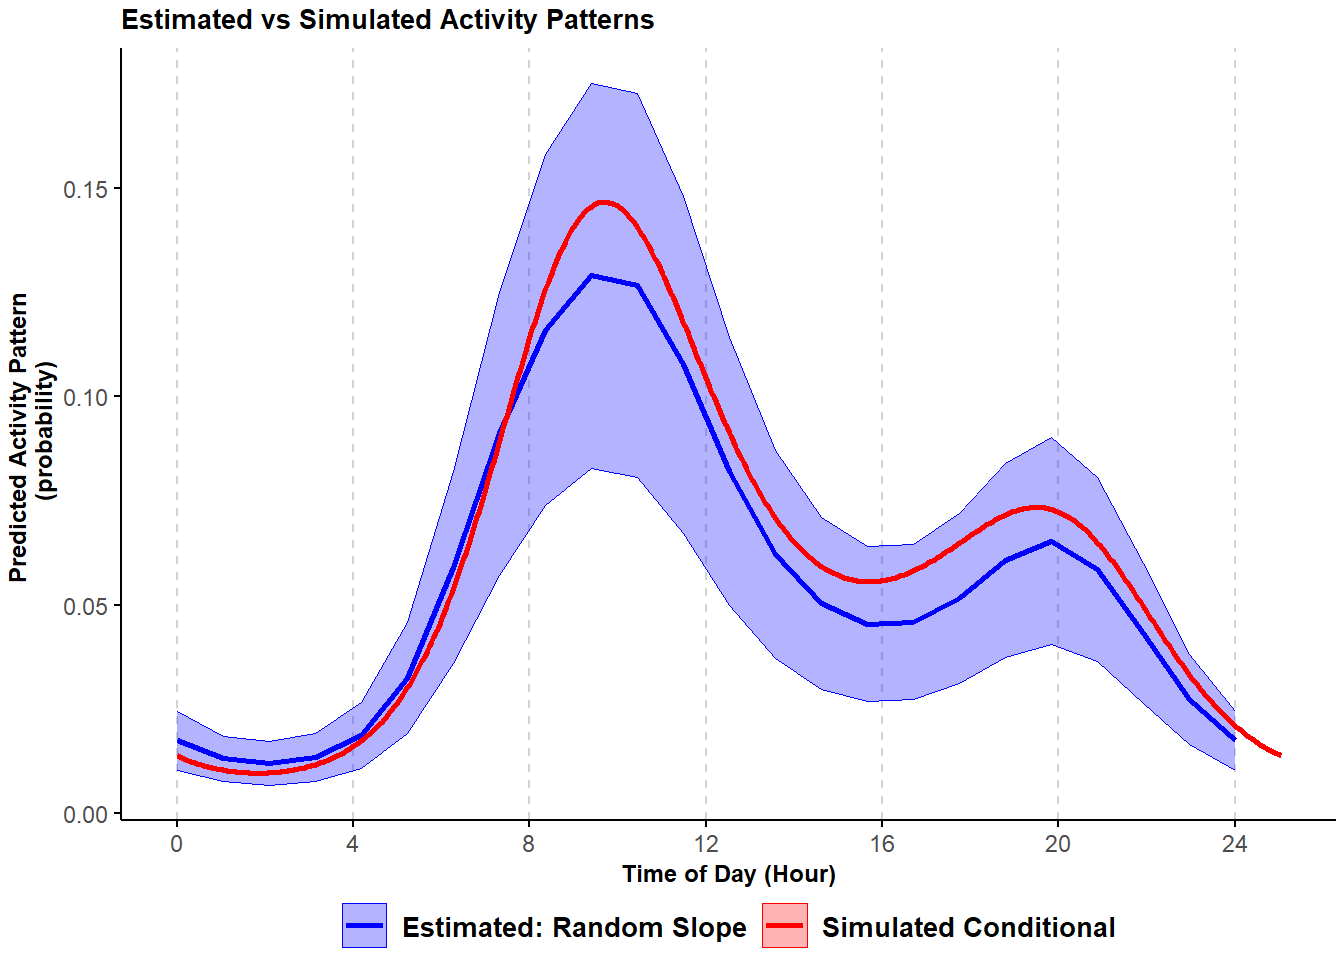 Estimated vs Simulated Activity Patterns
Predicted Activity Pattern
(probability)
0.15
0.10
0.05
0.00
0 4 8 12 16 20 24
Time of Day (Hour)
Estimated: Random Slope Simulated Conditional